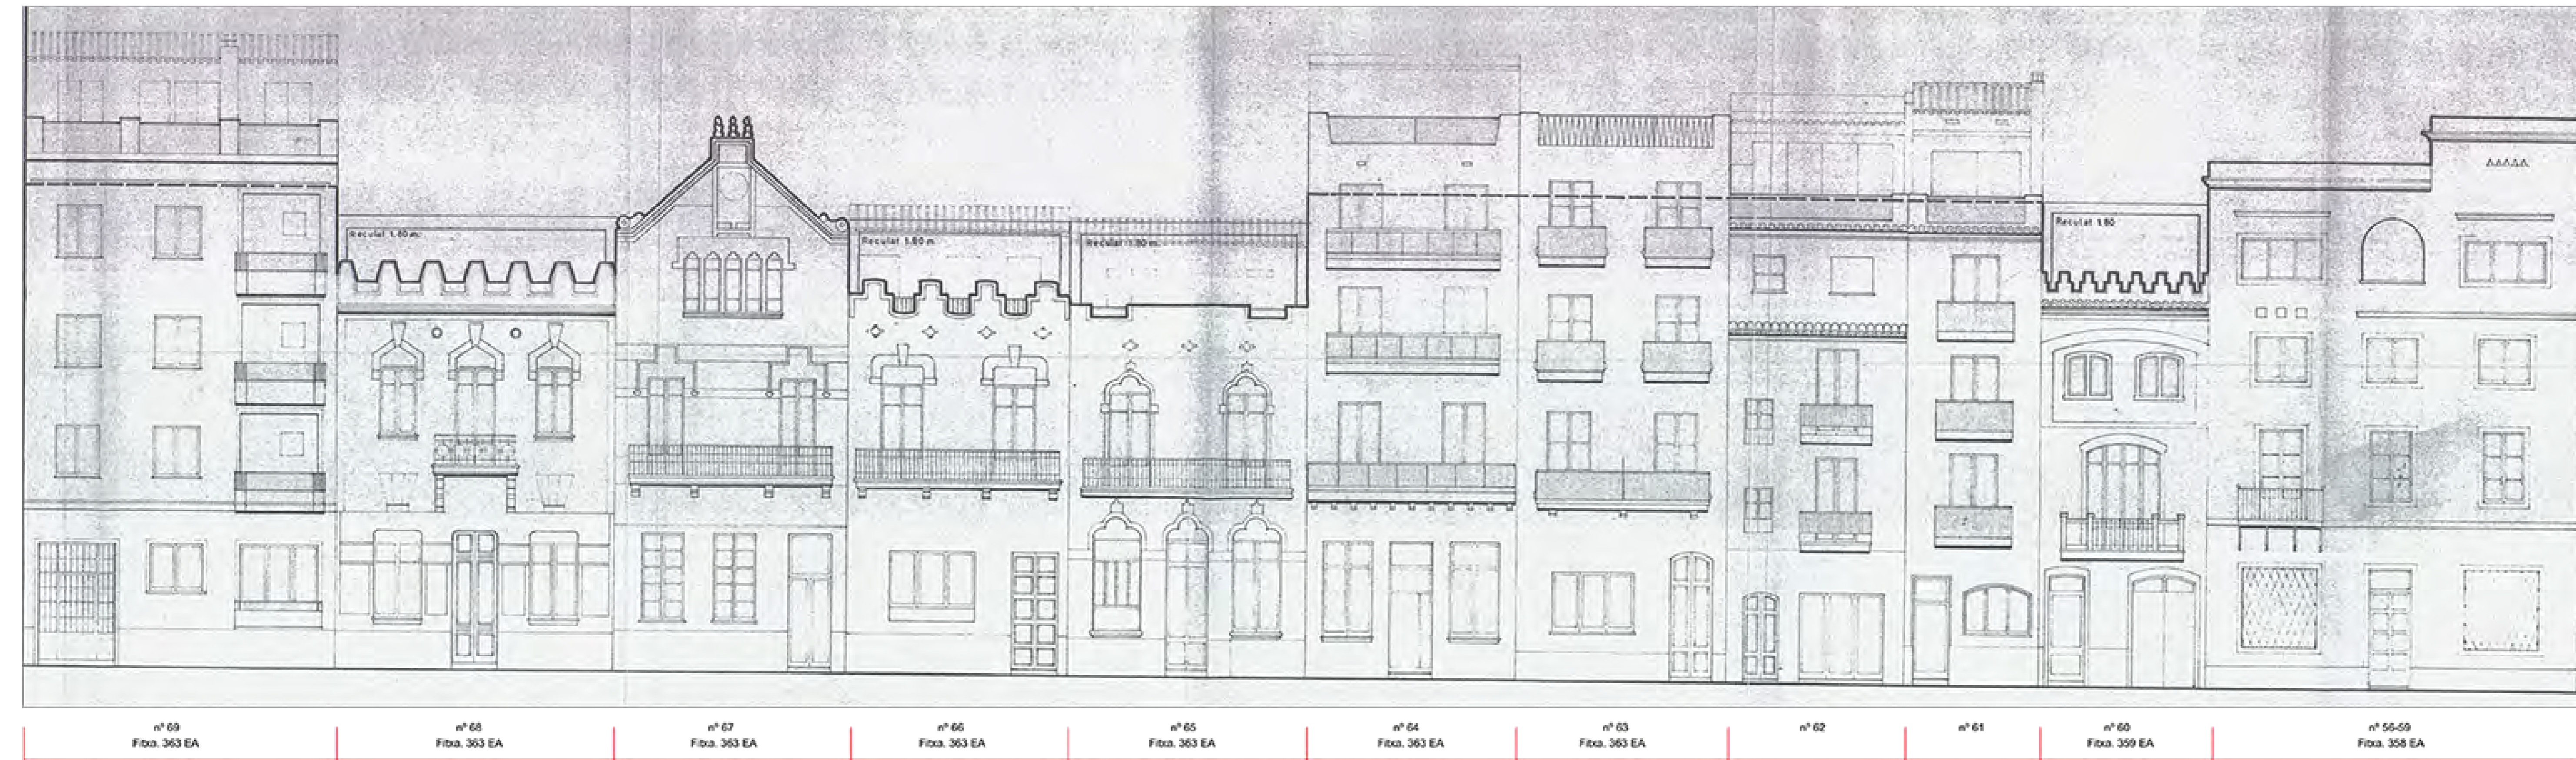 Reculat 1.80 m.
Reculat 1.80 m
Reculat 1.80 m.
Reculat 1.80
nº 69
Fitxa. 363 EA
nº 68
Fitxa. 363 EA
nº 67
Fitxa. 363 EA
nº 66
Fitxa. 363 EA
nº 65
Fitxa. 363 EA
nº 64
Fitxa. 363 EA
nº 63
Fitxa. 363 EA
nº 62
nº 61
nº 60
Fitxa. 359 EA
nº 56-59
Fitxa. 358 EA